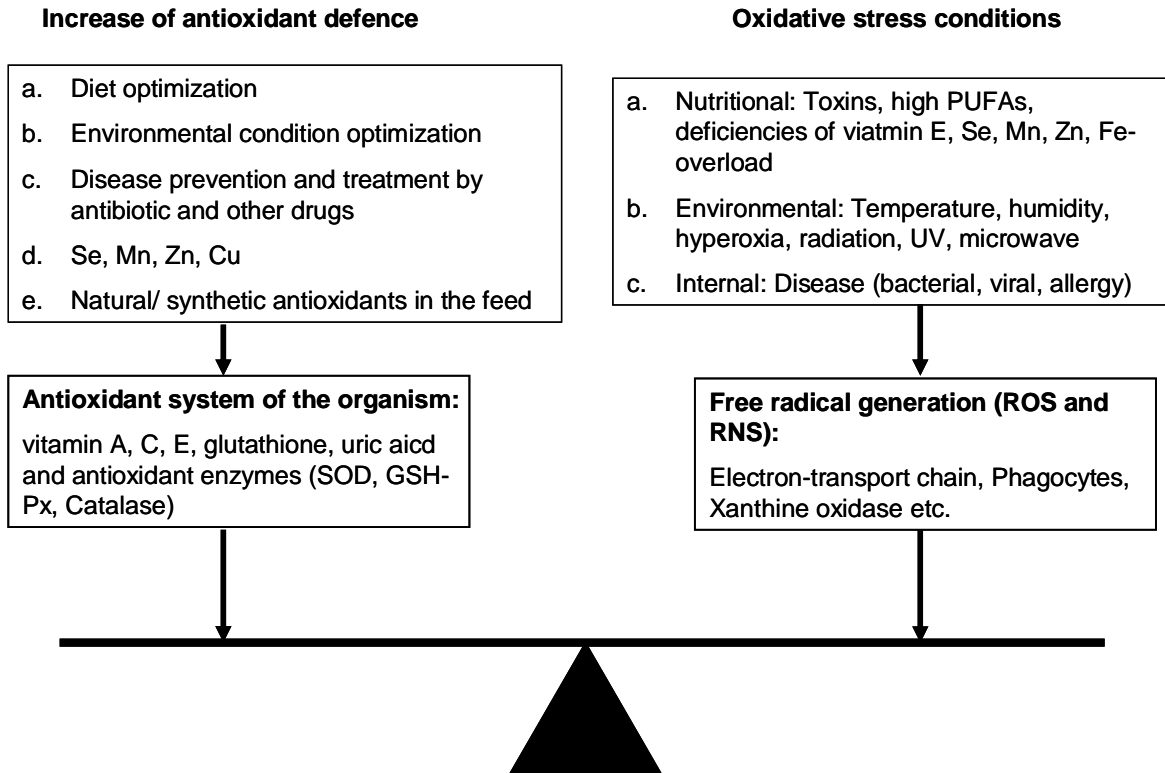 Increase of antioxidant defence
a. Diet optimization
b. Environmental condition optimization
c. Disease prevention and treatment by
antibiotic and other drugs
d. Se, Mn, Zn, Cu
e. Natural/ synthetic antioxidants in the feed
Antioxidant system of the organism:
vitamin A, C, E, glutathione, uric aicd
and antioxidant enzymes (SOD, GSH-
Px, Catalase)
Oxidative stress conditions
a. Nutritional: Toxins, high PUFAs,
deficiencies of viatmin E, Se, Mn, Zn, Fe-
overload
b. Environmental: Temperature, humidity,
hyperoxia, radiation, UV, microwave
c. Internal: Disease (bacterial, viral, allergy)
Free radical generation (ROS and
RNS):
Electron-transport chain, Phagocytes,
Xanthine oxidase etc.